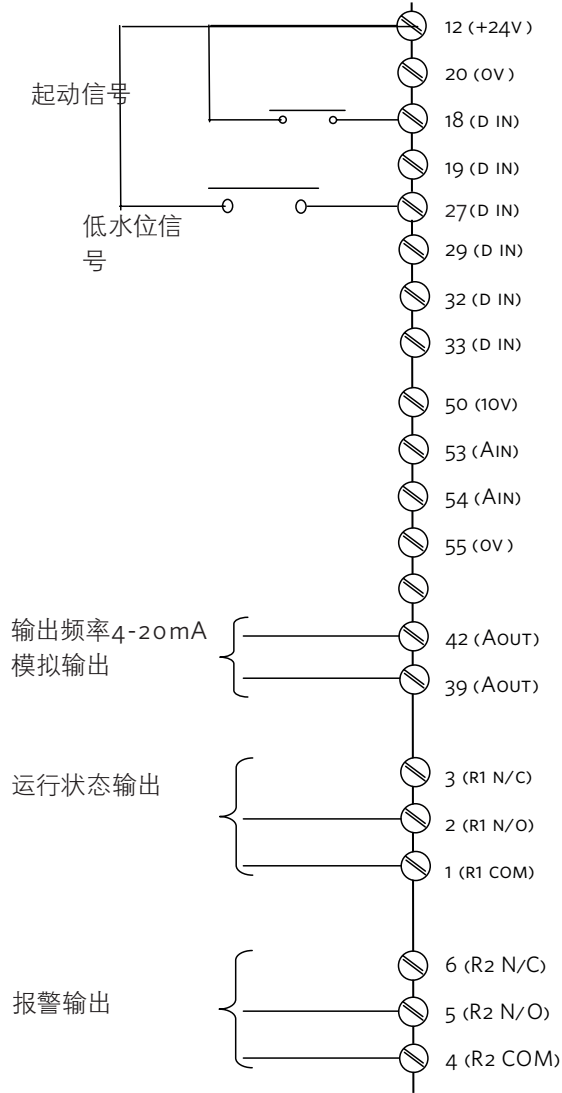 12 (+24V)
20 (0V)
起动信号
18 (D IN)
19 (D IN)
27(D IN)
低水位信
号
29 (D IN)
32 (D IN)
33 (D IN)
50 (10V)
53 (AIN)
54 (AIN)
55 (0V)
输出频率4-20mA
模拟输出
42 (AOUT)
39 (AOUT)
运行状态输出
3 (R1 N/C)
2 (R1 N/O)
1 (R1 COM)
报警输出
6 (R2 N/C)
5 (R2 N/O)
4 (R2 COM)